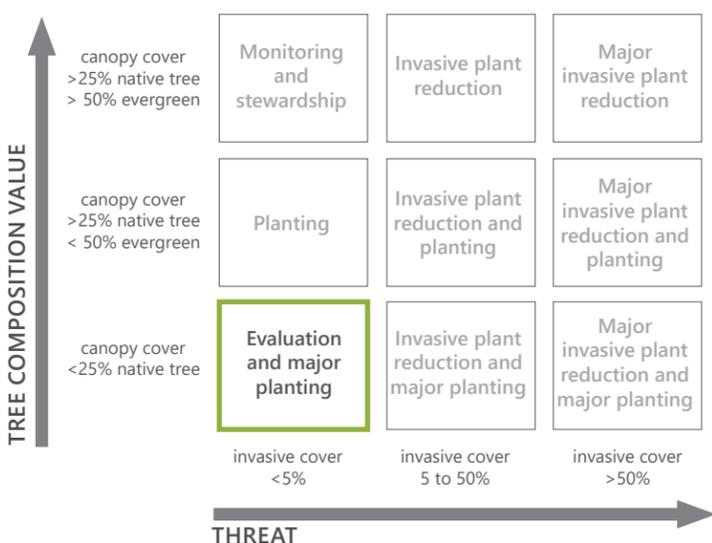 TREE COMPOSITION VALUE
canopy cover
>25% native tree
> 50% evergreen
Monitoring
and
stewardship
Invasive plant
reduction
Major
invasive plant
reduction
canopy cover
>25% native tree
< 50% evergreen
Planting
Invasive plant
reduction and
planting
Major
invasive plant
reduction and
planting
canopy cover
<25% native tree
Evaluation
and major
planting
Invasive plant
reduction and
major planting
Major
invasive plant
reduction and
major planting
invasive cover
<5%
invasive cover
5 to 50%
invasive cover
>50%
THREAT